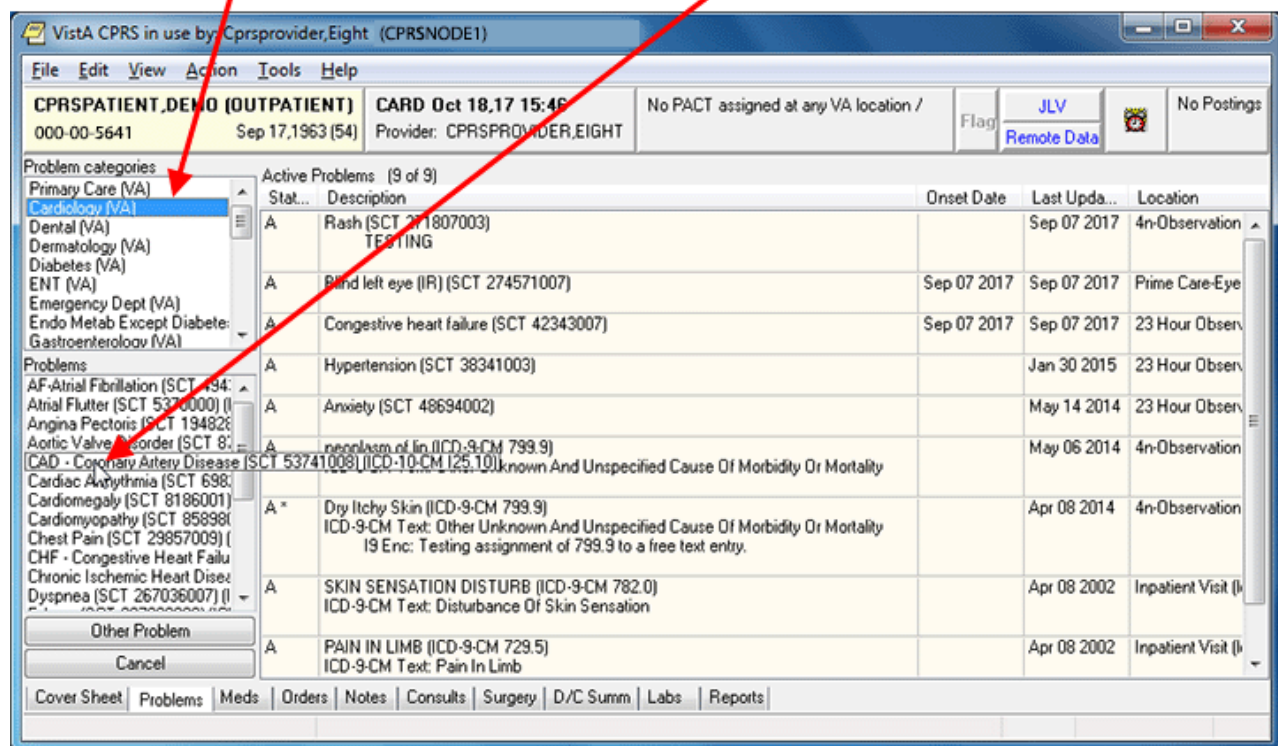 VistA CPRS in use by: Cprsprovider,Eight (CPRSNODE1)
File Edit View Action Tools Help
CPRSPATIENT,DEMO (OUTPATIENT)
000-00-5641 Sep 17,1963 (54)
CARD Oct 18,17 15:46
Provider: CPRSPROVIDER,EIGHT
No PACT assigned at any VA location /
Flag
JLV
Remote Data
No Postings
Problem categories
Primary Care (VA)
Cardiology (VA)
Dental (VA)
Dermatology (VA)
Diabetes (VA)
ENT (VA)
Emergency Dept (VA)
Endo Metab Except Diabete
Gastroenterology (VA)
Problems
AF-Atrial Fibrillation (SCT 494
Atrial Flutter (SCT 5370000) (I
Angina Pectoris (SCT 194828
Aortic Valve Disorder (SCT 8
CAD - Coronary Artery Disease (SCT 53741008) (ICD-10-CM I25.10)
Cardiac Arrhythmia (SCT 698
Cardiomegaly (SCT 8186001)
Cardiomyopathy (SCT 85898(
Chest Pain (SCT 29857009) (
CHF - Congestive Heart Failu
Chronic Ischemic Heart Disea
Dyspnea (SCT 267036007) (I
Other Problem
Cancel
Active Problems (9 of 9)
Stat... Description Onset Date Last Upda... Location
A Rash (SCT 271807003) Sep 07 2017 4n-Observation
TESTING
A Blind left eye (IR) (SCT 274571007) Sep 07 2017 Sep 07 2017 Prime Care-Eye
A Congestive heart failure (SCT 42343007) Sep 07 2017 Sep 07 2017 23 Hour Observ
A Hypertension (SCT 38341003) Jan 30 2015 23 Hour Observ
A Anxiety (SCT 48694002) May 14 2014 23 Hour Observ
A neoplasm of lip (ICD-9-CM 799.9) May 06 2014 4n-Observation
Unknown And Unspecified Cause Of Morbidity Or Mortality
A * Dry Itchy Skin (ICD-9-CM 799.9) Apr 08 2014 4n-Observation
ICD-9-CM Text: Other Unknown And Unspecified Cause Of Morbidity Or Mortality
I9 Enc: Testing assignment of 799.9 to a free text entry.
A SKIN SENSATION DISTURB (ICD-9-CM 782.0) Apr 08 2002 Inpatient Visit (I
ICD-9-CM Text: Disturbance Of Skin Sensation
A PAIN IN LIMB (ICD-9-CM 729.5) Apr 08 2002 Inpatient Visit (I
ICD-9-CM Text: Pain In Limb
Cover Sheet Problems Meds Orders Notes Consults Surgery D/C Summ Labs Reports